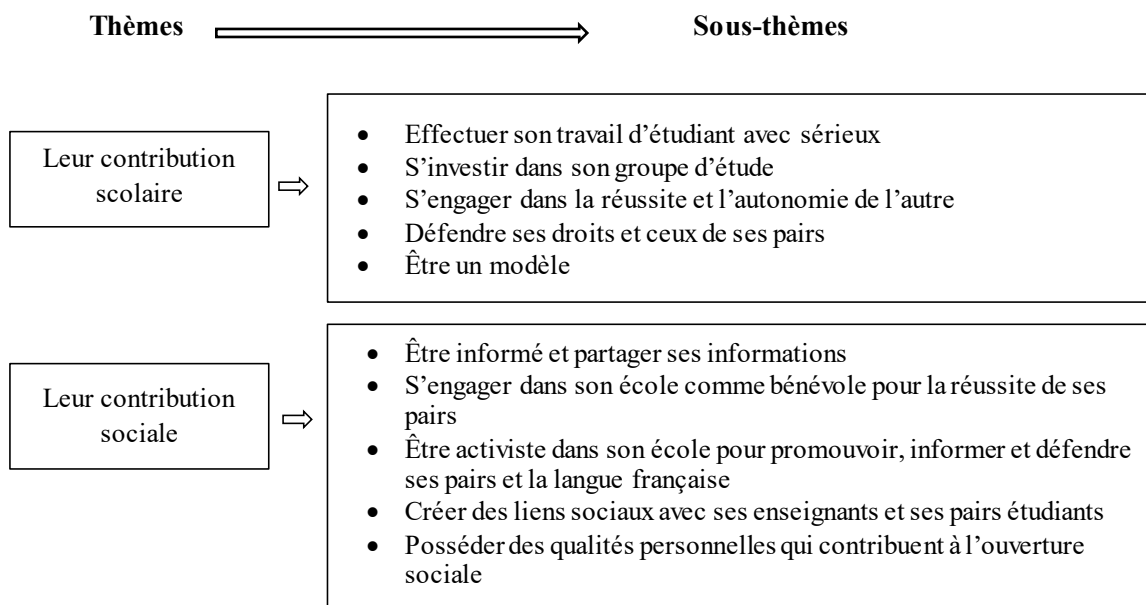 Thèmes
Sous-thèmes
Leur contribution
scolaire
• Effectuer son travail d’étudiant avec sérieux
• S’investir dans son groupe d’étude
• S’engager dans la réussite et l’autonomie de l’autre
• Défendre ses droits et ceux de ses pairs
• Être un modèle
Leur contribution
sociale
• Être informé et partager ses informations
• S’engager dans son école comme bénévole pour la réussite de ses
pairs
• Être activiste dans son école pour promouvoir, informer et défendre
ses pairs et la langue française
• Créer des liens sociaux avec ses enseignants et ses pairs étudiants
• Posséder des qualités personnelles qui contribuent à l’ouverture
sociale